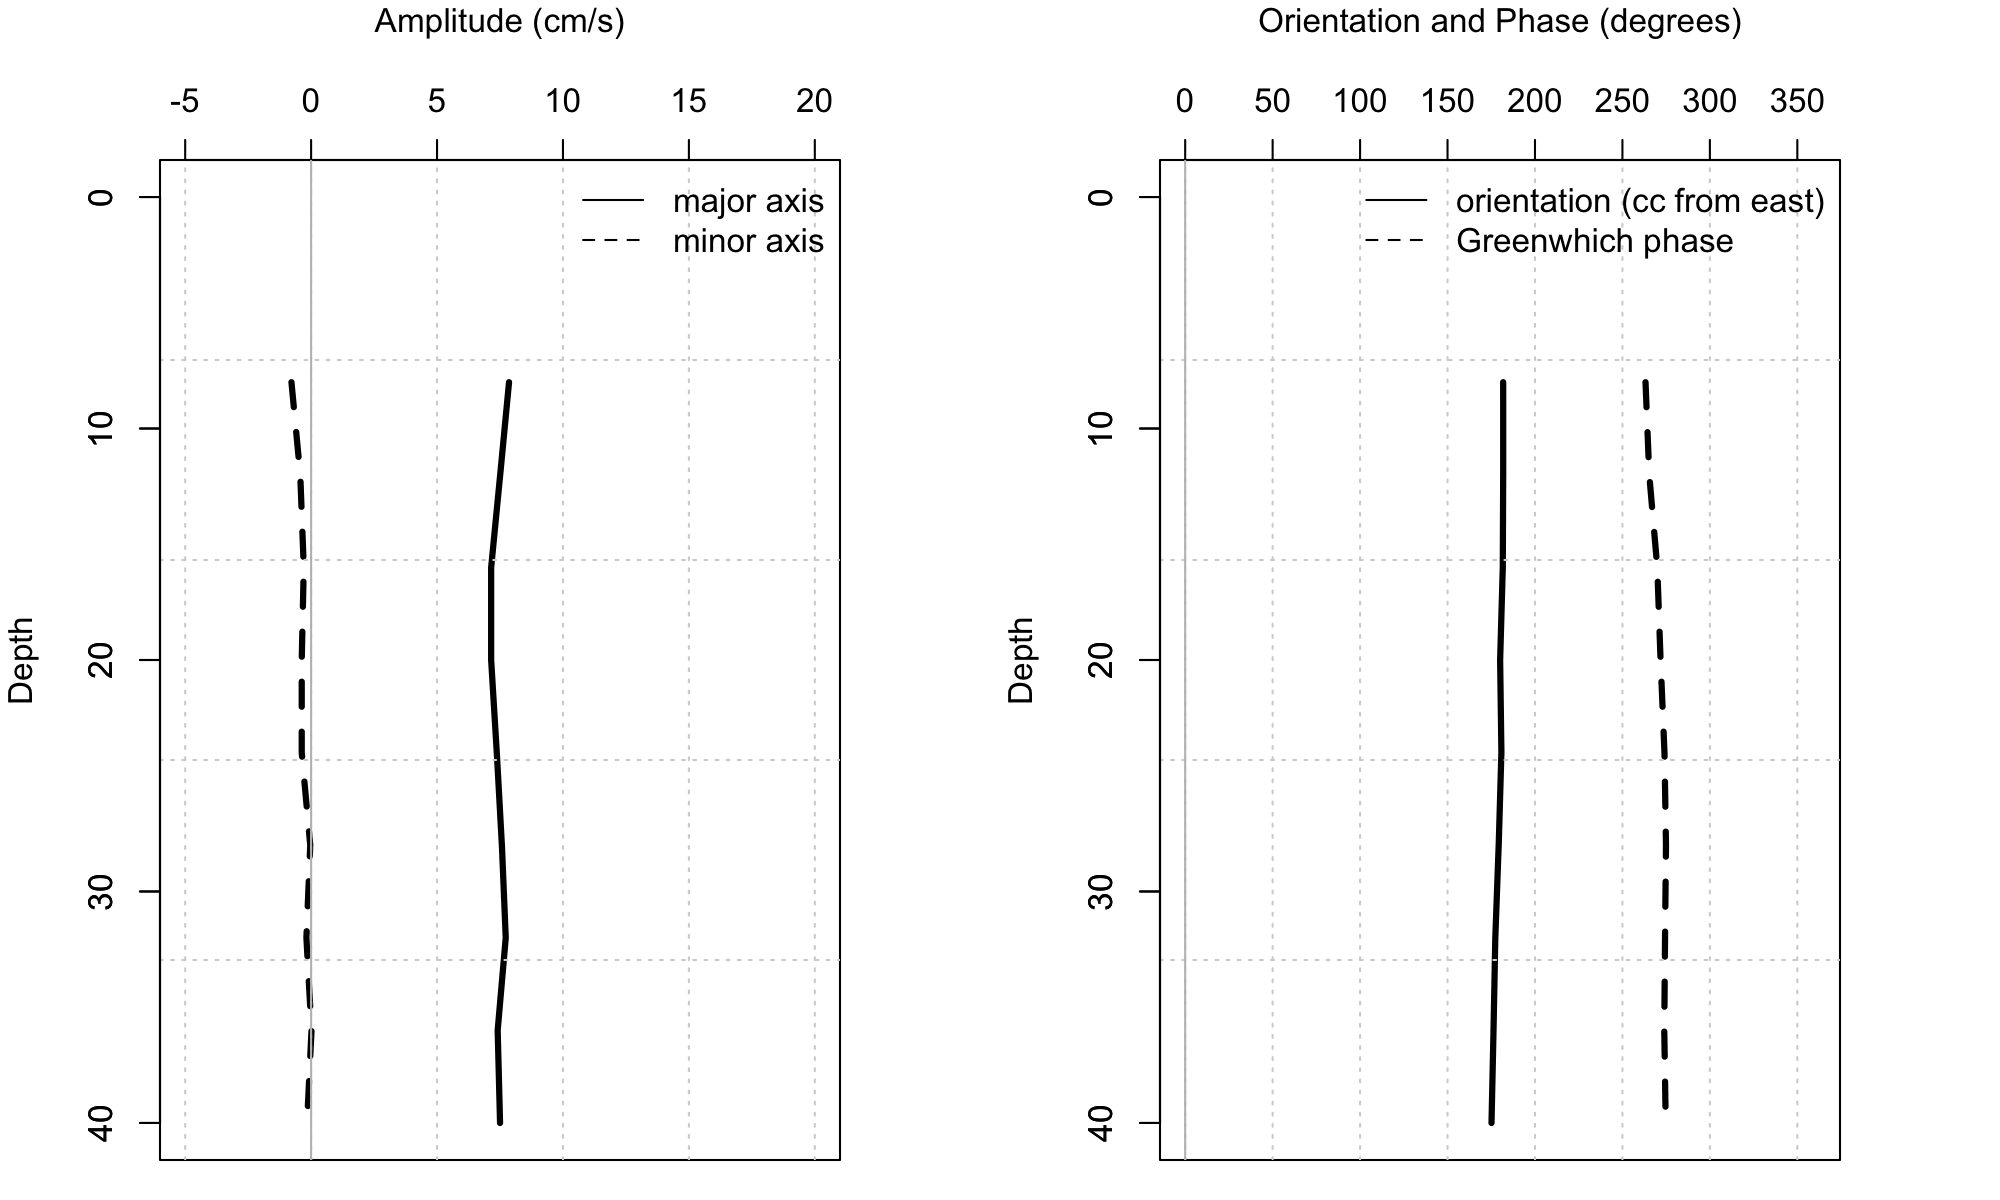 Amplitude (cm/s)
-5 0 5 10 15 20
major axis
minor axis
Depth
0
10
20
30
40
Orientation and Phase (degrees)
0 50 100 150 200 250 300 350
orientation (cc from east)
Greenwhich phase
Depth
0
10
20
30
40